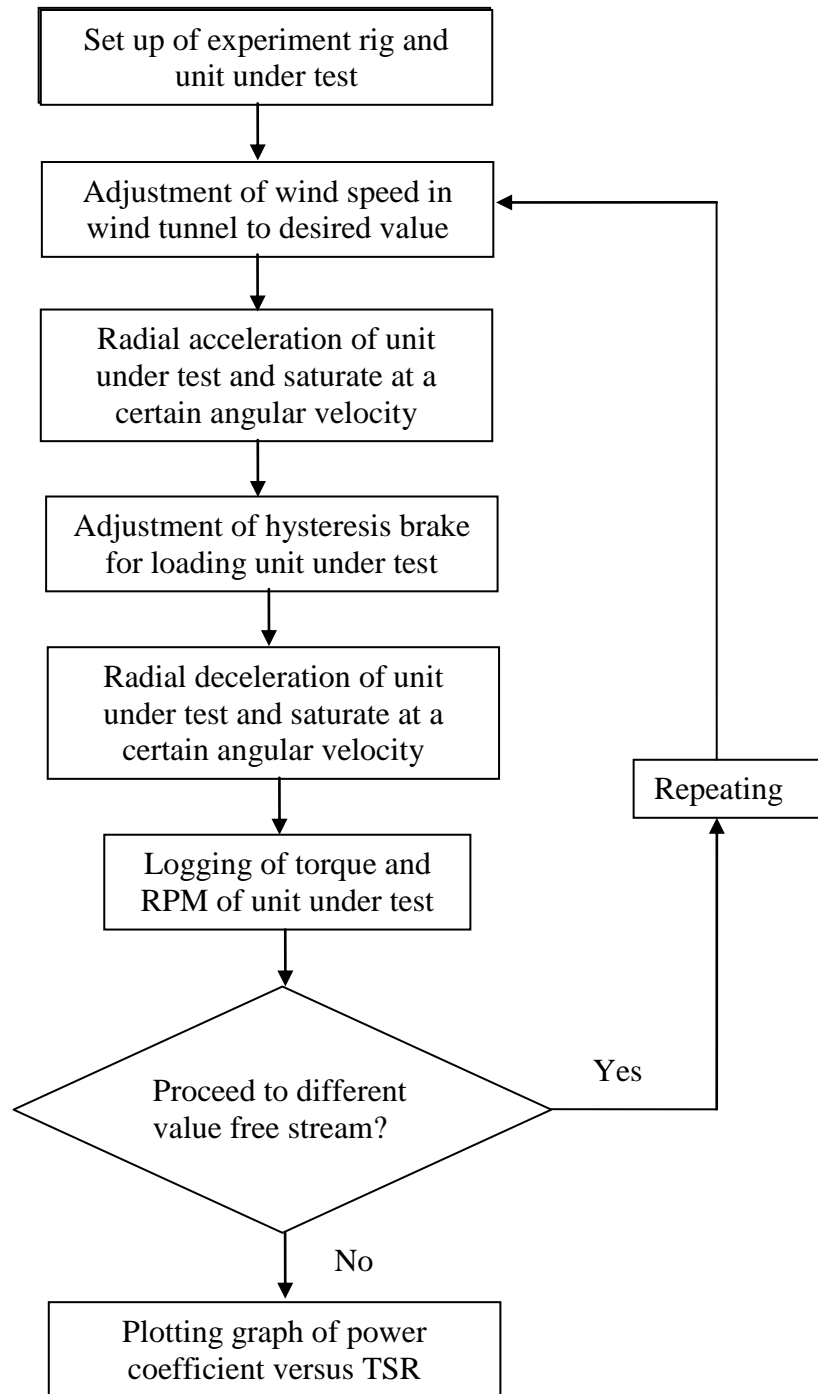 Set up of experiment rig and
unit under test
Adjustment of wind speed in
wind tunnel to desired value
Radial acceleration of unit
under test and saturate at a
certain angular velocity
Adjustment of hysteresis brake
for loading unit under test
Radial deceleration of unit
under test and saturate at a
certain angular velocity
Repeating
Logging of torque and
RPM of unit under test
Proceed to different
value free stream?
Yes
No
Plotting graph of power
coefficient versus TSR